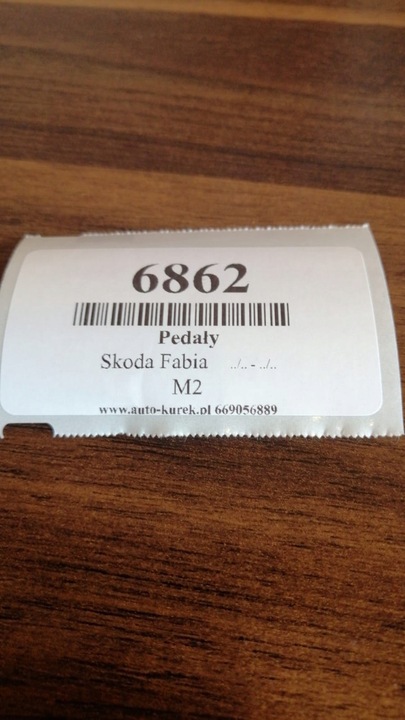 6862
Pedały
Skoda Fabia ../.. - ../..
M2
www.auto-kurek.pl 669056889